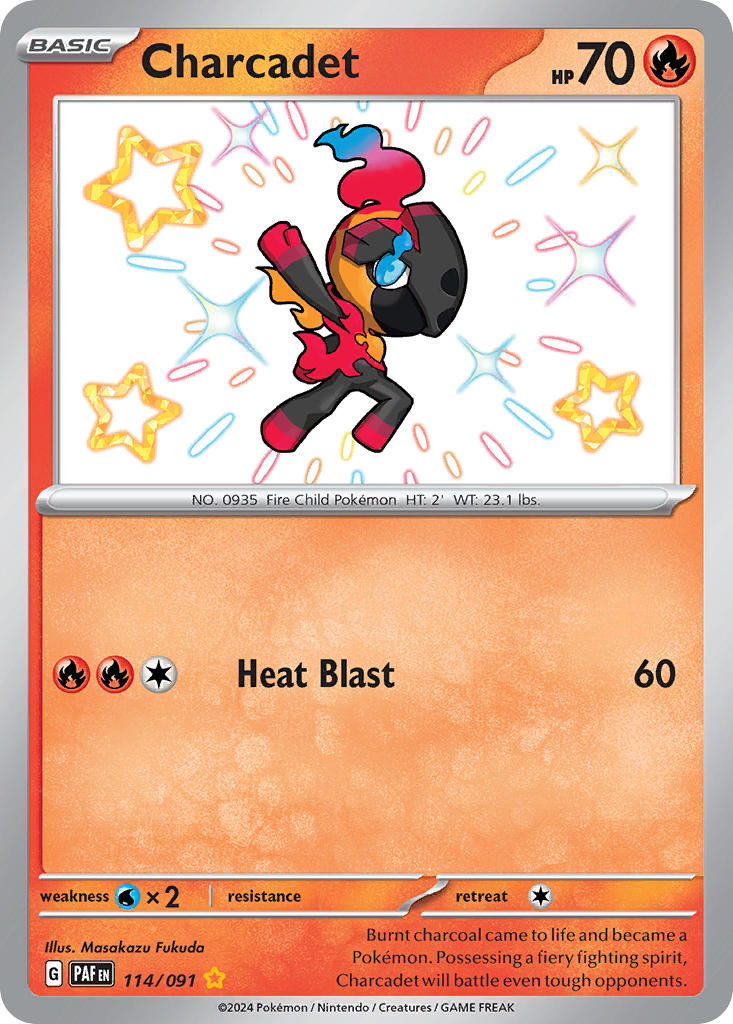 BASIC
Charcadet
HP 70
NO. 0935 Fire Child Pokémon HT: 2' WT: 23.1 lbs.
Heat Blast 60
weakness ×2 resistance retreat
Illus. Masakazu Fukuda
Burnt charcoal came to life and became a
Pokémon. Possessing a fiery fighting spirit,
Charcadet will battle even tough opponents.
G PAF EN 114/091
©2024 Pokémon / Nintendo / Creatures / GAME FREAK